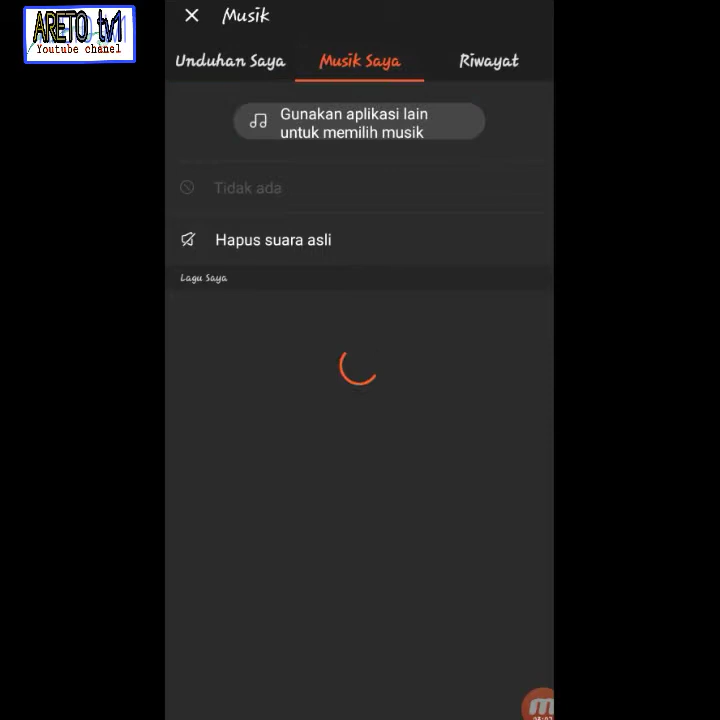 ARETO tv1
Youtube chanel
Musik
Unduhan Saya
Musik Saya
Riwayat
Gunakan aplikasi lain
untuk memilih musik
Tidak ada
Hapus suara asli
Lagu Saya